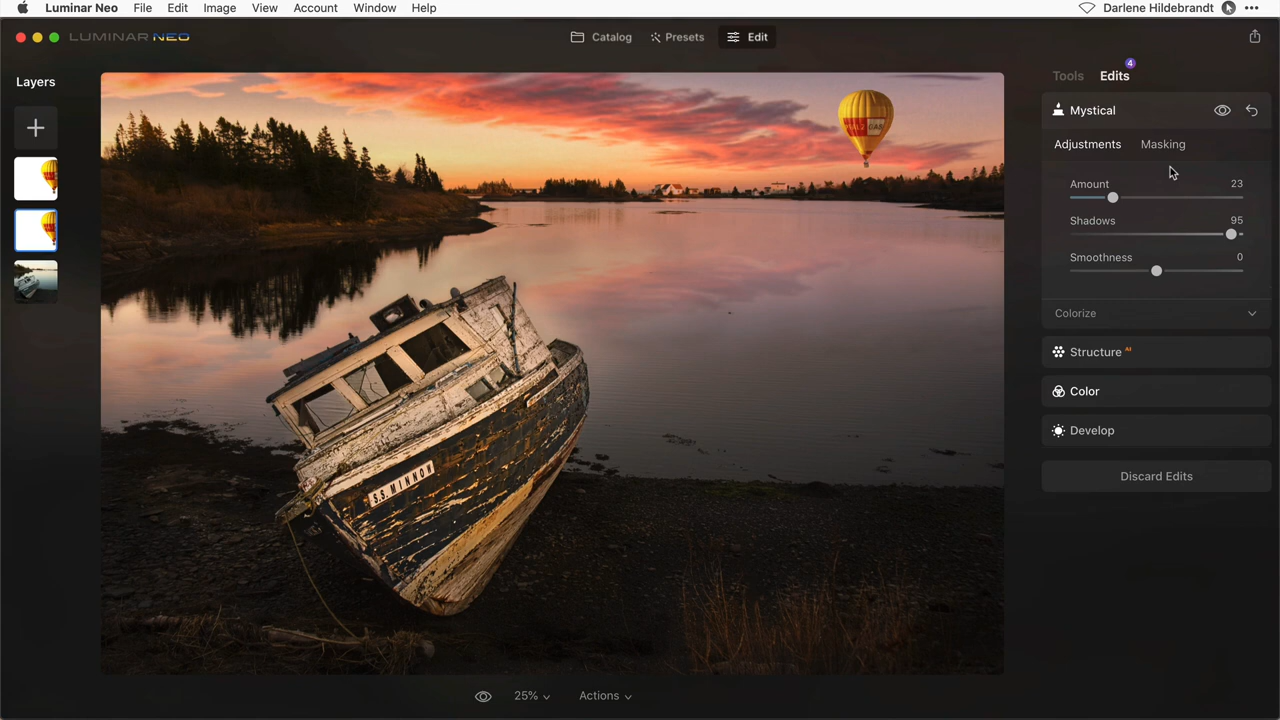 Luminar Neo File Edit Image View Account Window Help Darlene Hildebrandt
LUMINAR NEO Catalog Presets Edit
Layers
4
Tools Edits
Mystical
Adjustments Masking
Amount 23
Shadows 95
Smoothness 0
Colorize
Structure AI
Color
Develop
Discard Edits
S.S. MINNOW
25% Actions